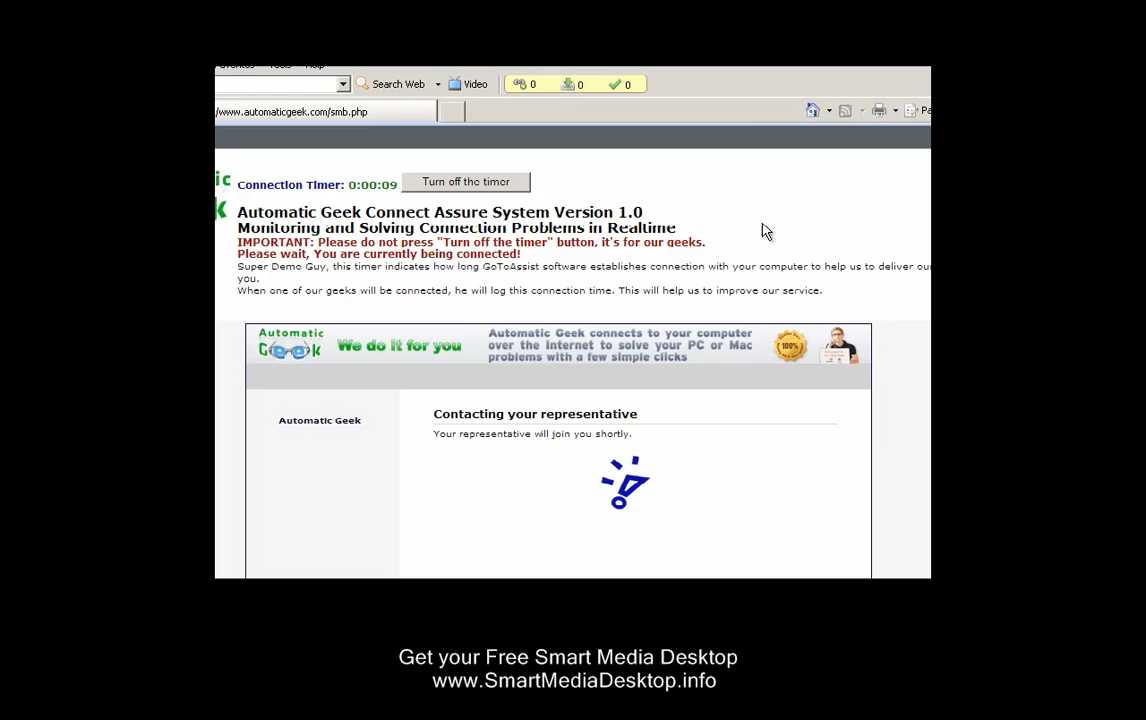 Search Web
Video
0
0
0
/www.automaticgeek.com/smb.php
ic
k
Connection Timer: 0:00:09
Turn off the timer
Automatic Geek Connect Assure System Version 1.0
Monitoring and Solving Connection Problems in Realtime
IMPORTANT: Please do not press "Turn off the timer" button, it's for our geeks.
Please wait, You are currently being connected!
Super Demo Guy, this timer indicates how long GoToAssist software establishes connection with your computer to help us to deliver our
you.
When one of our geeks will be connected, he will log this connection time. This will help us to improve our service.
Automatic
Geek
We do it for you
Automatic Geek connects to your computer
over the Internet to solve your PC or Mac
problems with a few simple clicks
100%
Automatic Geek
Contacting your representative
Your representative will join you shortly.
Get your Free Smart Media Desktop
www.SmartMediaDesktop.info